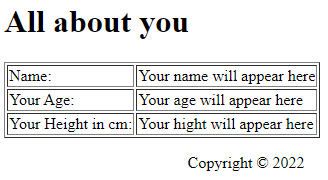 All about you
Name: Your name will appear here
Your Age: Your age will appear here
Your Height in cm: Your hight will appear here
Copyright © 2022